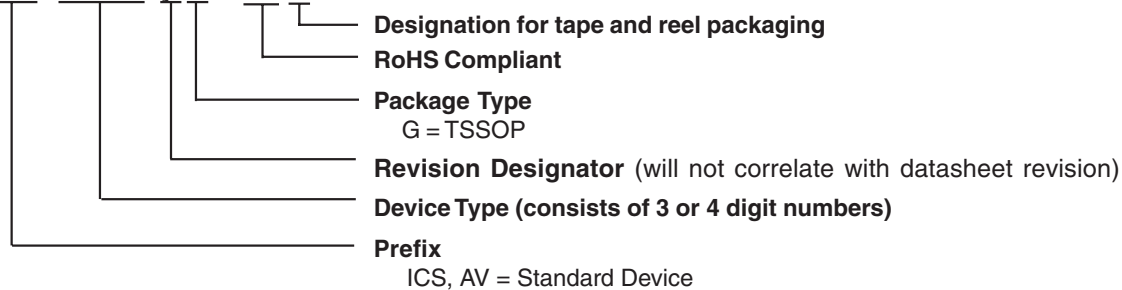 Designation for tape and reel packaging
RoHS Compliant
Package Type
G = TSSOP
Revision Designator (will not correlate with datasheet revision)
Device Type (consists of 3 or 4 digit numbers)
Prefix
ICS, AV = Standard Device